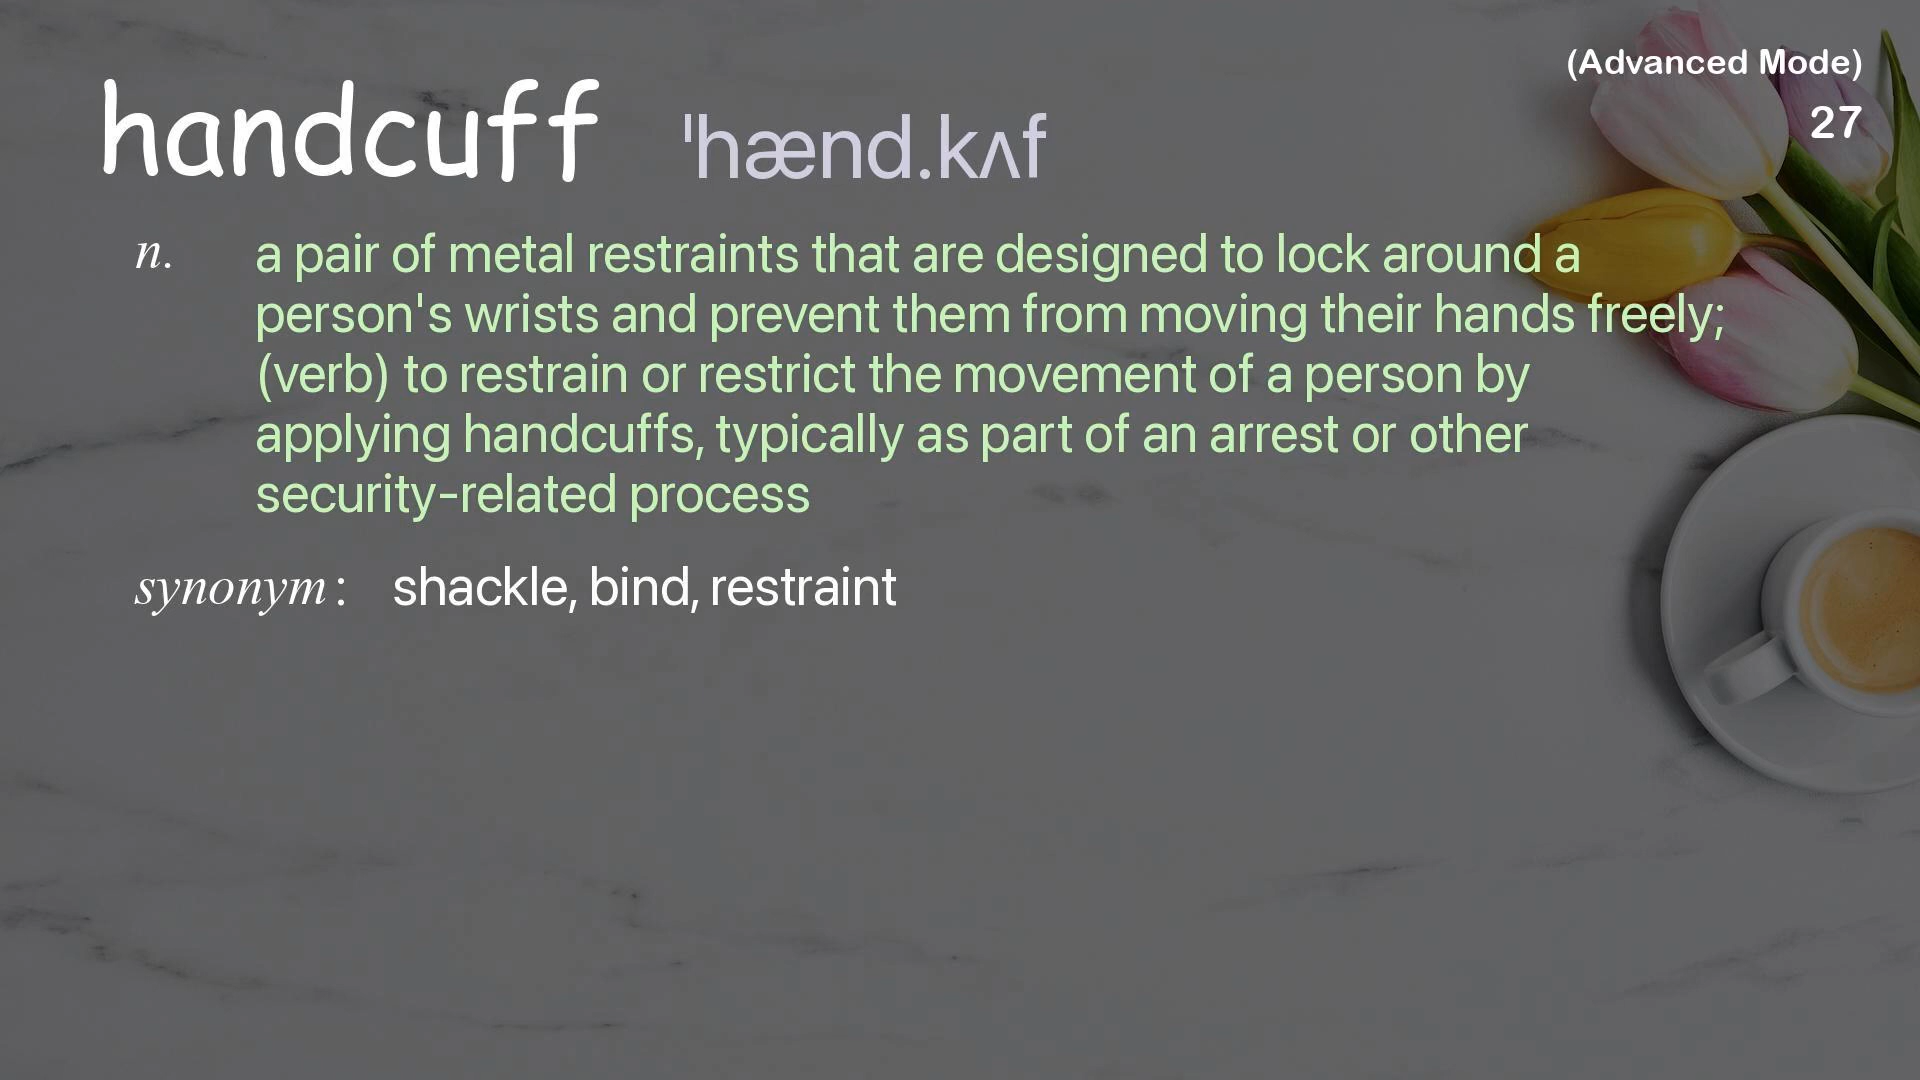 (Advanced Mode)
27
handcuff ˈhænd.kʌf
n. a pair of metal restraints that are designed to lock around a
person's wrists and prevent them from moving their hands freely;
(verb) to restrain or restrict the movement of a person by
applying handcuffs, typically as part of an arrest or other
security-related process
synonym: shackle, bind, restraint